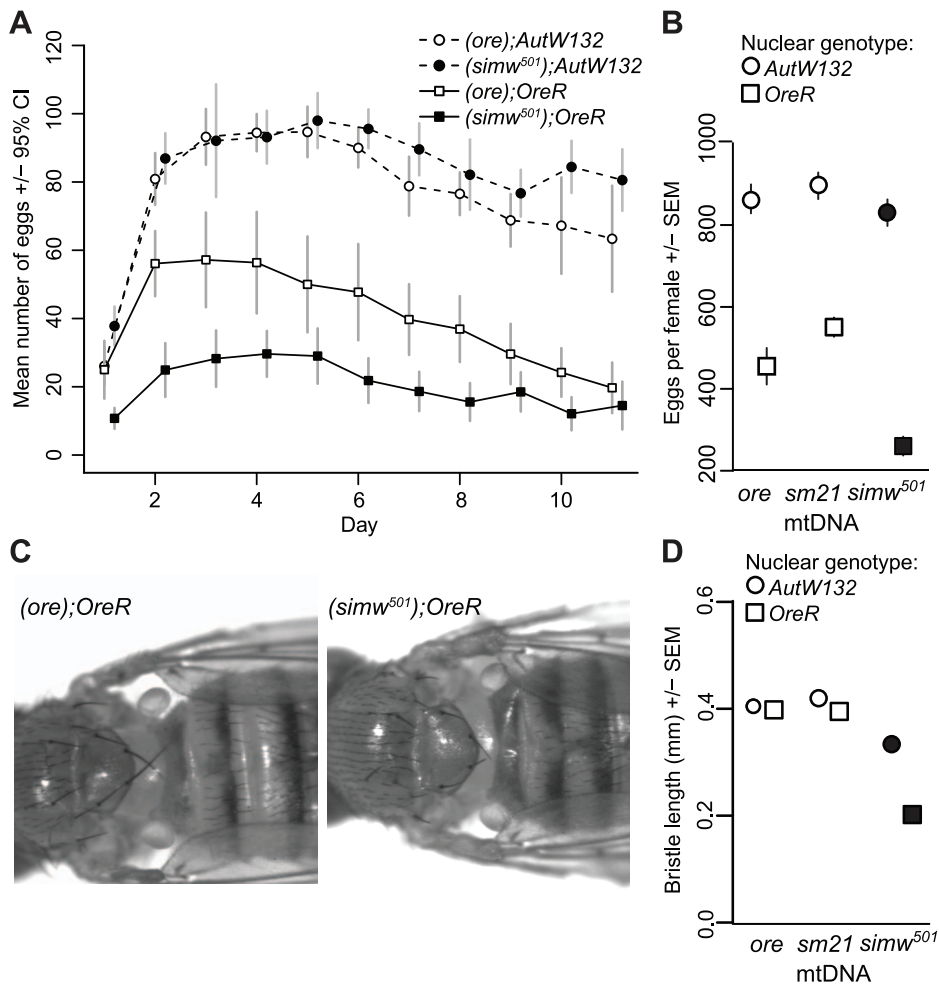 A
Mean number of eggs +/− 95% CI
120
100
80
60
40
20
0
2 4 6 8 10
Day
(ore);AutW132
(simw⁵⁰¹);AutW132
(ore);OreR
(simw⁵⁰¹);OreR
B
Nuclear genotype:
AutW132
OreR
Eggs per female +/− SEM
1000
800
600
400
200
ore sm21 simw⁵⁰¹
mtDNA
C
(ore);OreR
(simw⁵⁰¹);OreR
D
Nuclear genotype:
AutW132
OreR
Bristle length (mm) +/− SEM
0.6
0.4
0.2
0.0
ore sm21 simw⁵⁰¹
mtDNA